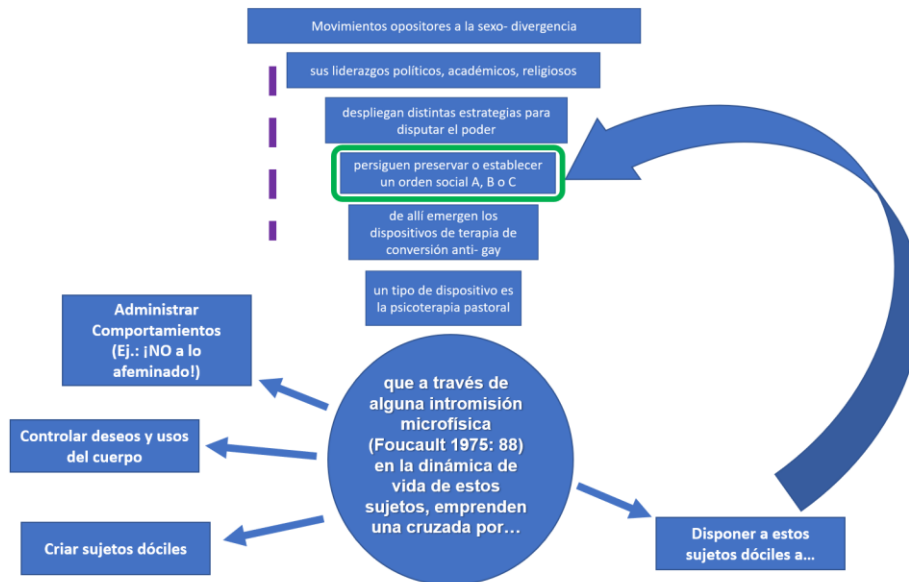 Movimientos opositores a la sexo- divergencia
sus liderazgos políticos, académicos, religiosos
despliegan distintas estrategias para
disputar el poder
persiguen preservar o establecer
un orden social A, B o C
de allí emergen los
dispositivos de terapia de
conversión anti- gay
un tipo de dispositivo es
la psicoterapia pastoral
Administrar
Comportamientos
(Ej.: ¡NO a lo
afeminado!)
Controlar deseos y usos
del cuerpo
Criar sujetos dóciles
que a través de
alguna intromisión
microfísica
(Foucault 1975: 88)
en la dinámica de
vida de estos
sujetos, emprenden
una cruzada por…
Disponer a estos
sujetos dóciles a…